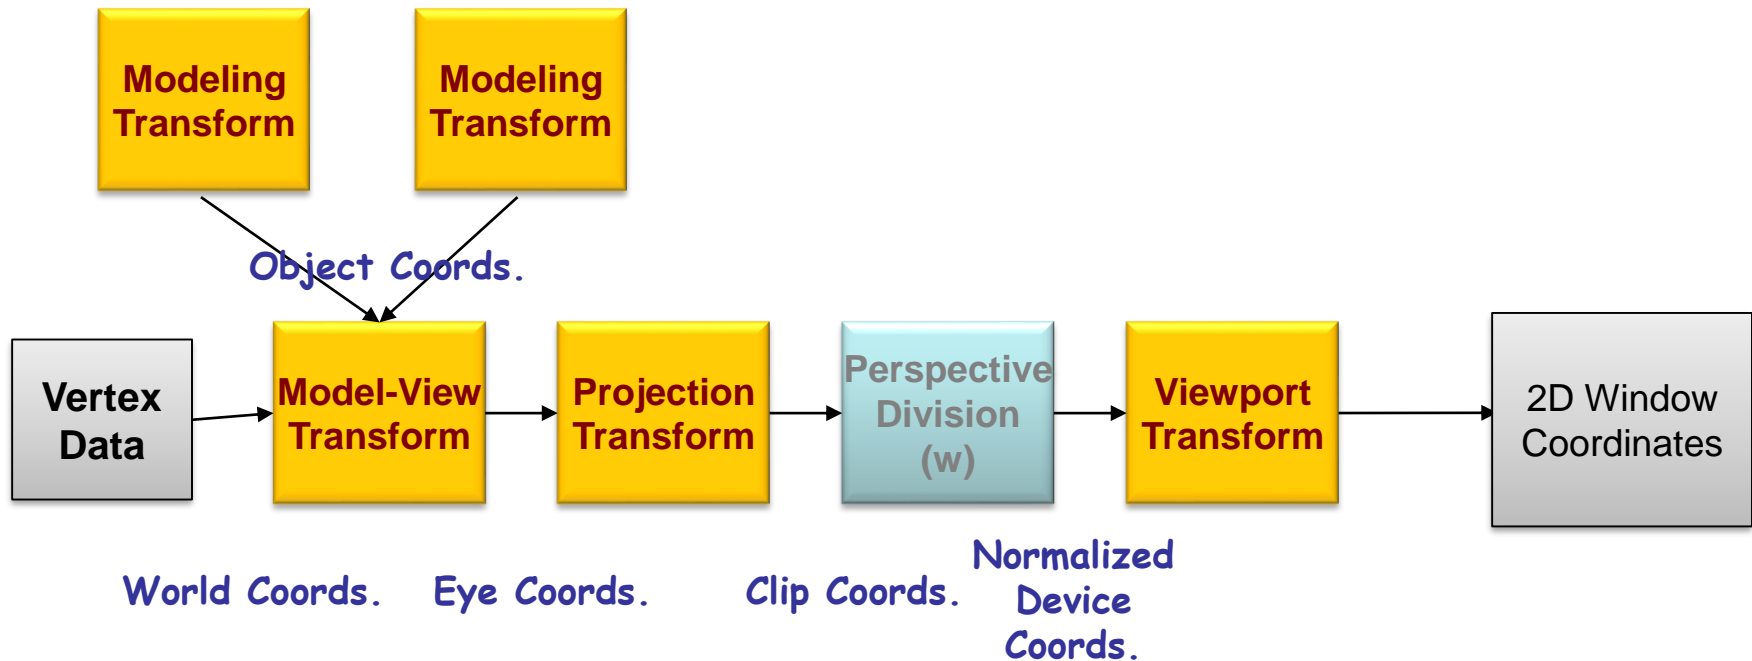 Modeling
Transform
Modeling
Transform
Object Coords.
Vertex
Data
Model-View
Transform
Projection
Transform
Perspective
Division
(w)
Viewport
Transform
2D Window
Coordinates
World Coords.
Eye Coords.
Clip Coords.
Normalized
Device
Coords.